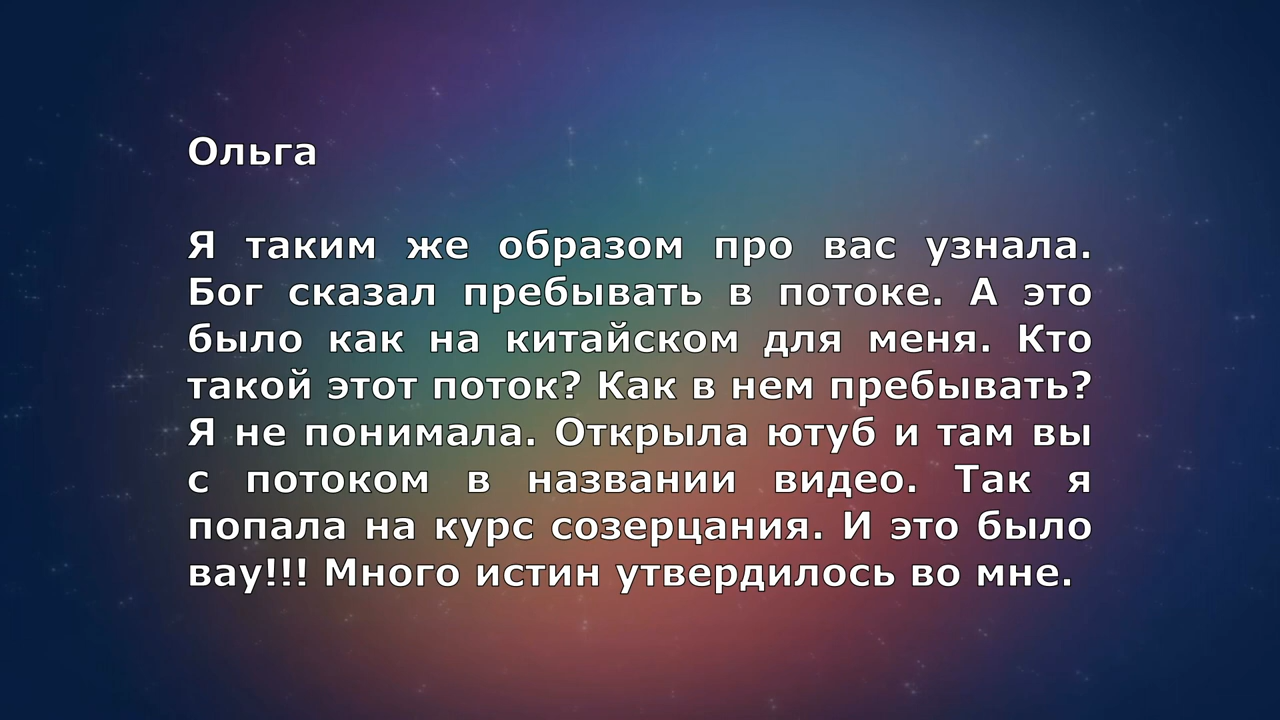 Ольга
Я таким же образом про вас узнала.
Бог сказал пребывать в потоке. А это
было как на китайском для меня. Кто
такой этот поток? Как в нем пребывать?
Я не понимала. Открыла ютуб и там вы
с потоком в названии видео. Так я
попала на курс созерцания. И это было
вау!!! Много истин утвердилось во мне.